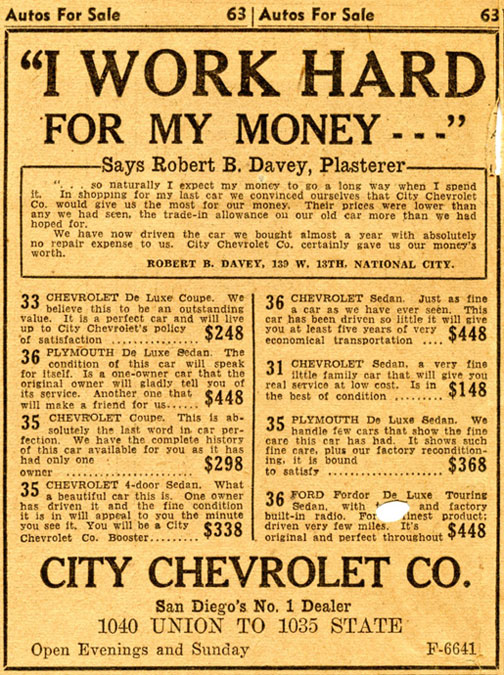 Autos For Sale 63 | Autos For Sale 63
"I WORK HARD
FOR MY MONEY ---"
Says Robert B. Davey, Plasterer
". . so naturally I expect my money to go a long way when I spend
it. In shopping for my last car we convinced ourselves that City Chevrolet
Co. would give us the most for our money. Their prices were lower than
any we had seen, the trade-in allowance on our old car more than we had
hoped for.
We have now driven the car we bought almost a year with absolutely
no repair expense to us. City Chevrolet Co. certainly gave us our money's
worth.
ROBERT B. DAVEY, 139 W. 13TH. NATIONAL CITY.
33 CHEVROLET De Luxe Coupe. We
believe this to be an outstanding
value. It is a perfect car and will live
up to City Chevrolet's policy
of satisfaction .......... $248
36 PLYMOUTH De Luxe Sedan. The
condition of this car will speak
for itself. Is a one-owner car that the
original owner will gladly tell you of
its service. Another one that
will make a friend for us...... $448
35 CHEVROLET Coupe. This is ab-
solutely the last word in car per-
fection. We have the complete history
of this car available for you as it has
had only one
owner .......... $298
35 CHEVROLET 4-door Sedan. What
a beautiful car this is. One owner
has driven it and the fine condition
it is in will appeal to you the minute
you see it. You will be a City
Chevrolet Co. Booster......... $338
36 CHEVROLET Sedan. Just as fine
a car as we have ever seen. This
car has been driven so little it will give
you at least five years of very
economical transportation .... $448
31 CHEVROLET Sedan, a very fine
little family car that will give you
real service at low cost. Is in
the best of condition ......... $148
35 PLYMOUTH De Luxe Sedan. We
handle few cars that show the fine
care this car has had. It shows such
fine care, plus our factory recondition-
ing, it is bound
to satisfy .......... $368
36 FORD Fordor De Luxe Touring
Sedan, with and factory
built-in radio. product;
driven very few miles. It's
original and perfect throughout $448
CITY CHEVROLET CO.
San Diego's No. 1 Dealer
1040 UNION TO 1035 STATE
Open Evenings and Sunday F-6641